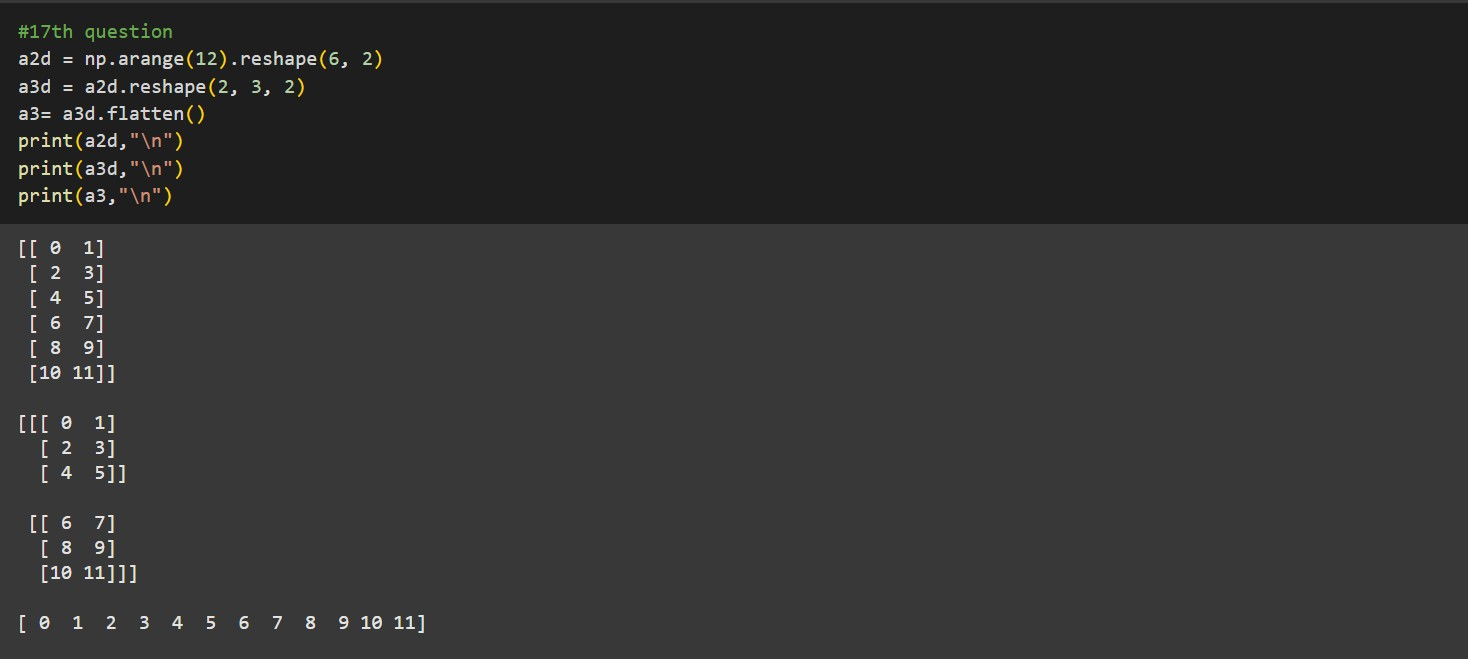 #17th question
a2d = np.arange(12).reshape(6, 2)
a3d = a2d.reshape(2, 3, 2)
a3= a3d.flatten()
print(a2d,"\n")
print(a3d,"\n")
print(a3,"\n")
[[ 0  1]
 [ 2  3]
 [ 4  5]
 [ 6  7]
 [ 8  9]
 [10 11]]
[[[ 0  1]
  [ 2  3]
  [ 4  5]]
 [[ 6  7]
  [ 8  9]
  [10 11]]]
[ 0  1  2  3  4  5  6  7  8  9 10 11]